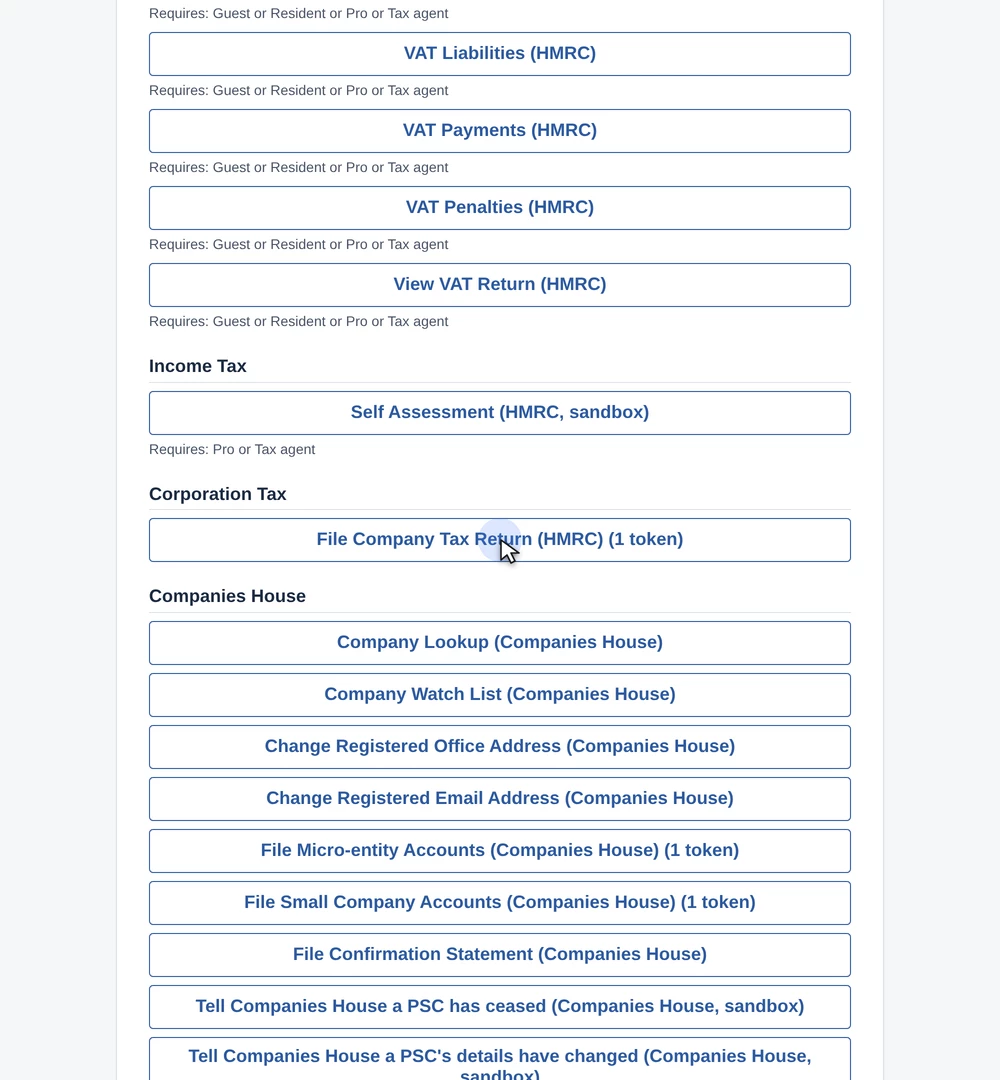 Requires: Guest or Resident or Pro or Tax agent
VAT Liabilities (HMRC)
Requires: Guest or Resident or Pro or Tax agent
VAT Payments (HMRC)
Requires: Guest or Resident or Pro or Tax agent
VAT Penalties (HMRC)
Requires: Guest or Resident or Pro or Tax agent
View VAT Return (HMRC)
Requires: Guest or Resident or Pro or Tax agent
Income Tax
Self Assessment (HMRC, sandbox)
Requires: Pro or Tax agent
Corporation Tax
File Company Tax Return (HMRC) (1 token)
Companies House
Company Lookup (Companies House)
Company Watch List (Companies House)
Change Registered Office Address (Companies House)
Change Registered Email Address (Companies House)
File Micro-entity Accounts (Companies House) (1 token)
File Small Company Accounts (Companies House) (1 token)
File Confirmation Statement (Companies House)
Tell Companies House a PSC has ceased (Companies House, sandbox)
Tell Companies House a PSC's details have changed (Companies House,
sandbox)